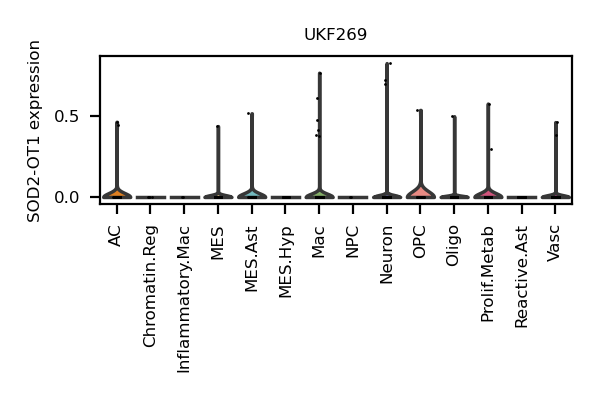 UKF269
SOD2-OT1 expression
0.5
0.0
AC
Chromatin.Reg
Inflammatory.Mac
MES
MES.Ast
MES.Hyp
Mac
NPC
Neuron
OPC
Oligo
Prolif.Metab
Reactive.Ast
Vasc